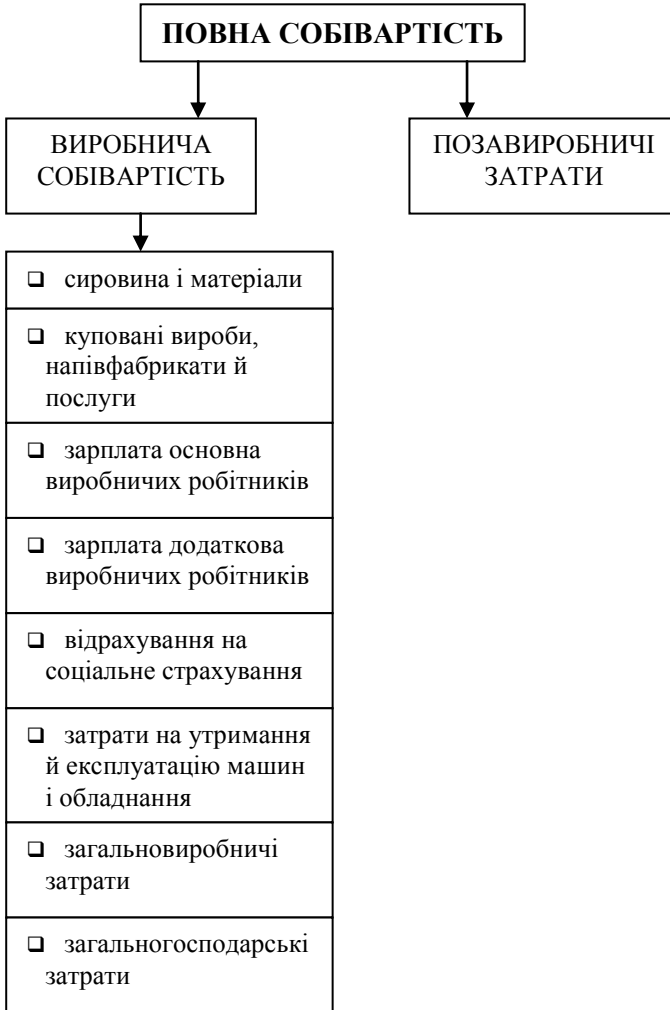 ПОВНА СОБІВАРТІСТЬ
ВИРОБНИЧА
СОБІВАРТІСТЬ
ПОЗАВИРОБНИЧІ
ЗАТРАТИ
❑ сировина і матеріали
❑ куповані вироби,
напівфабрикати й
послуги
❑ зарплата основна
виробничих робітників
❑ зарплата додаткова
виробничих робітників
❑ відрахування на
соціальне страхування
❑ затрати на утримання
й експлуатацію машин
і обладнання
❑ загальновиробничі
затрати
❑ загальногосподарські
затрати